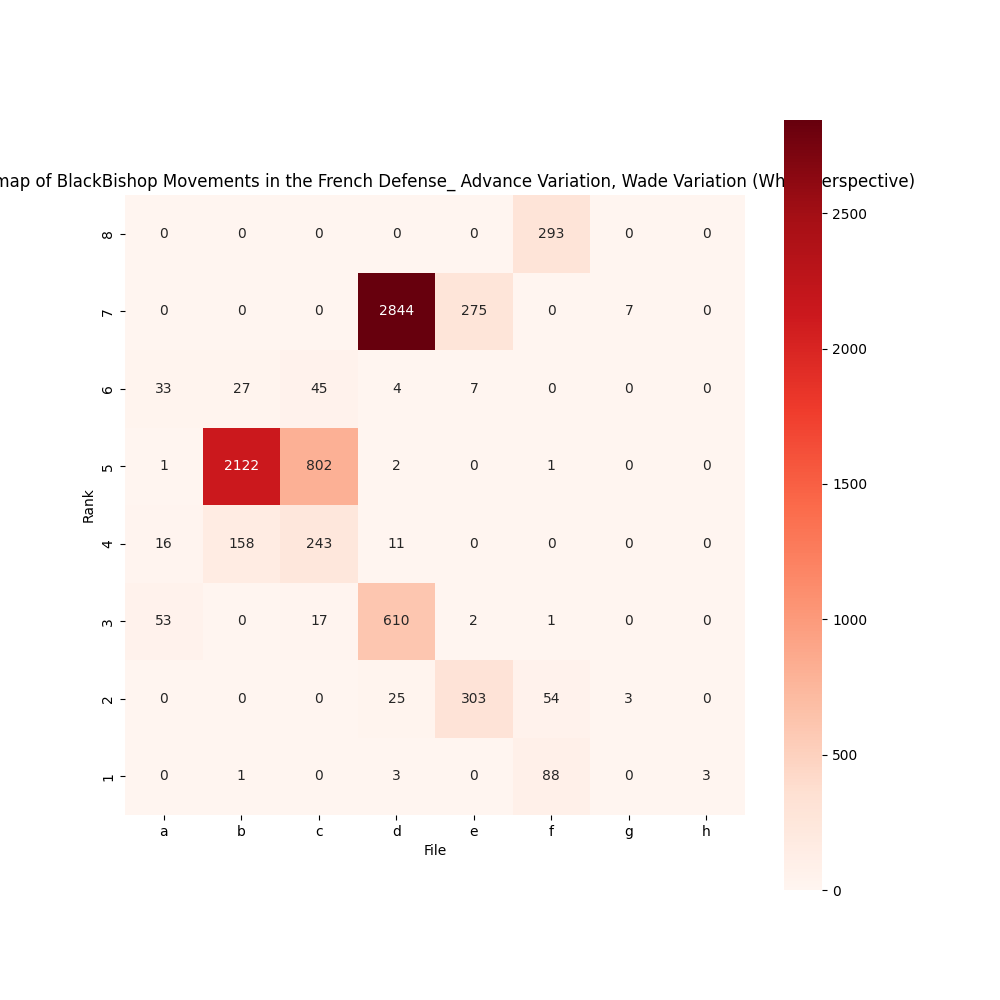 map of BlackBishop Movements in the French Defense_ Advance Variation, Wade Variation (Wh erspective)
8 0 0 0 0 0 293 0 0
7 0 0 0 2844 275 0 7 0
6 33 27 45 4 7 0 0 0
5 1 2122 802 2 0 1 0 0
4 16 158 243 11 0 0 0 0
3 53 0 17 610 2 1 0 0
2 0 0 0 25 303 54 3 0
1 0 1 0 3 0 88 0 3
a b c d e f g h
Rank
File
2500
2000
1500
1000
500
0